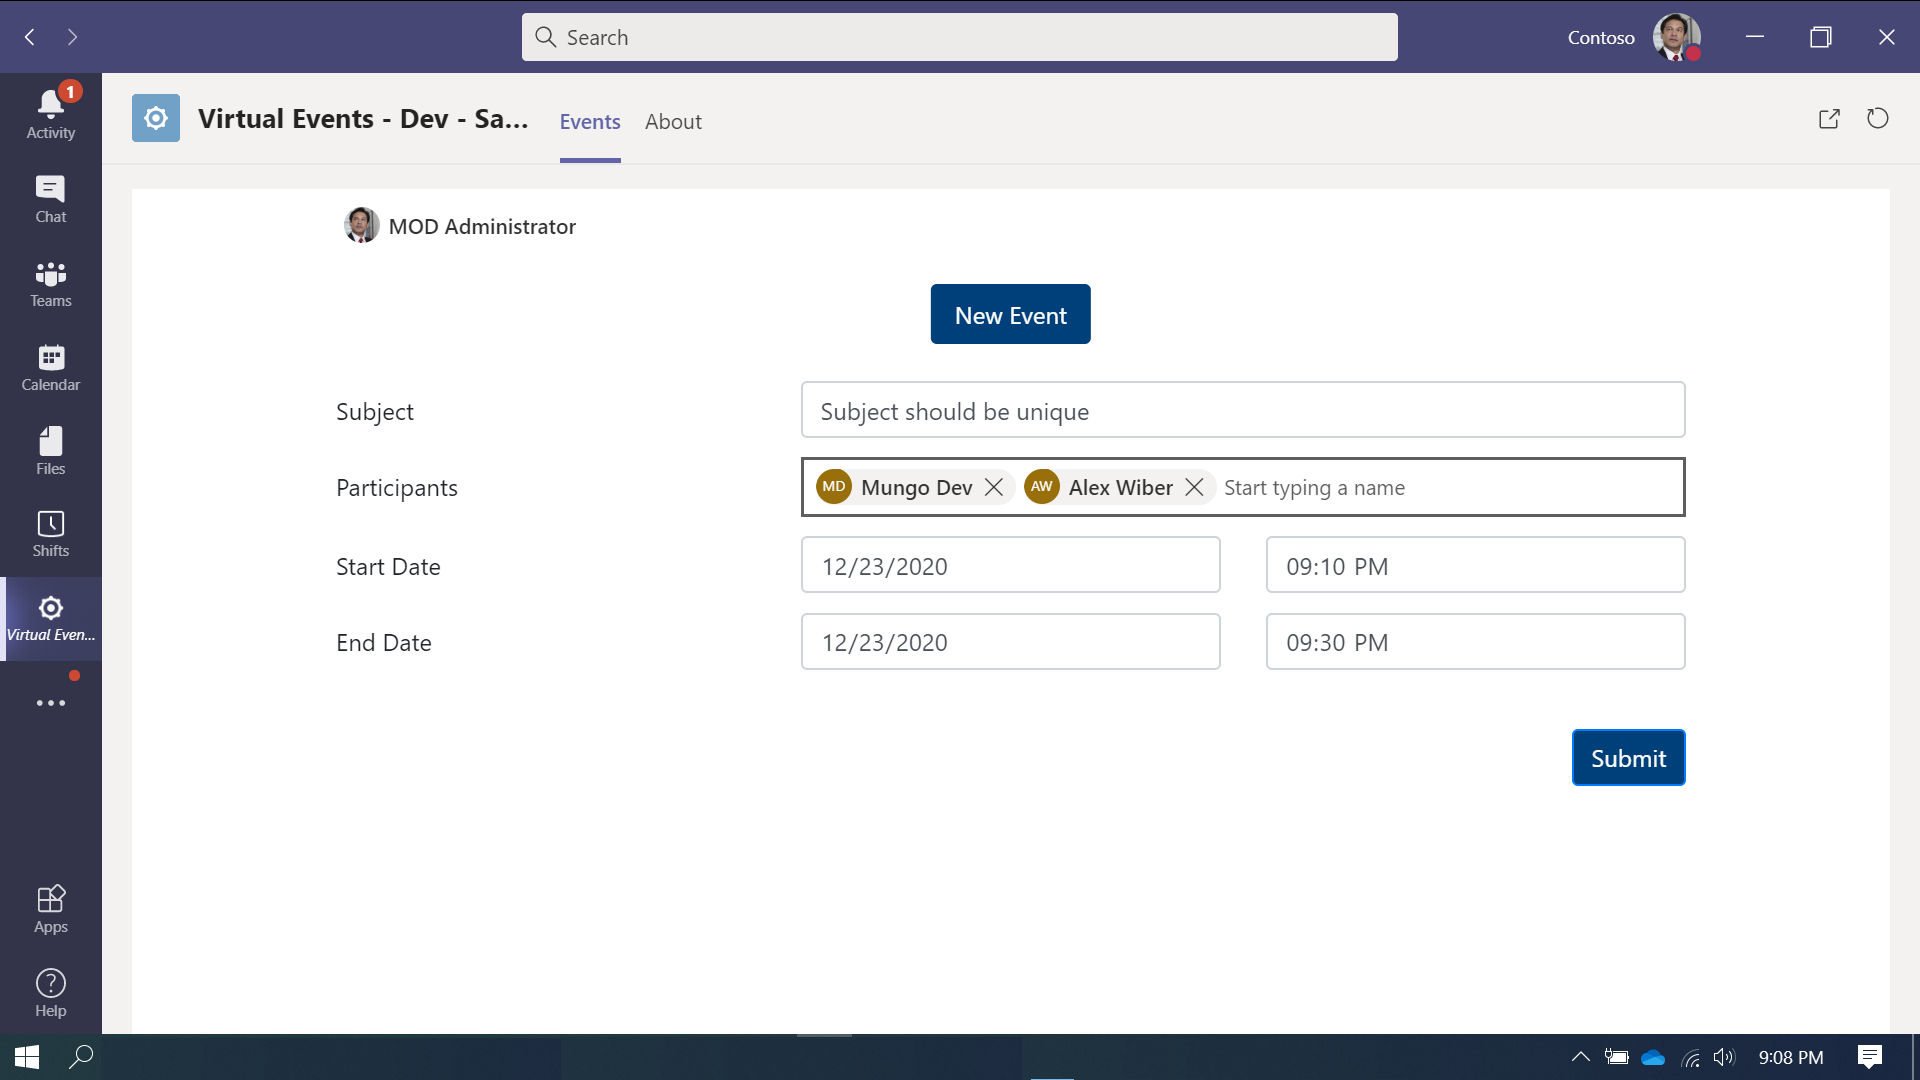 Search
Contoso
1
Activity
Chat
Teams
Calendar
Files
Shifts
Virtual Even...
Apps
Help
Virtual Events - Dev - Sa...
Events
About
MOD Administrator
New Event
Subject
Subject should be unique
Participants
MD Mungo Dev AW Alex Wiber Start typing a name
Start Date
12/23/2020
09:10 PM
End Date
12/23/2020
09:30 PM
Submit
9:08 PM